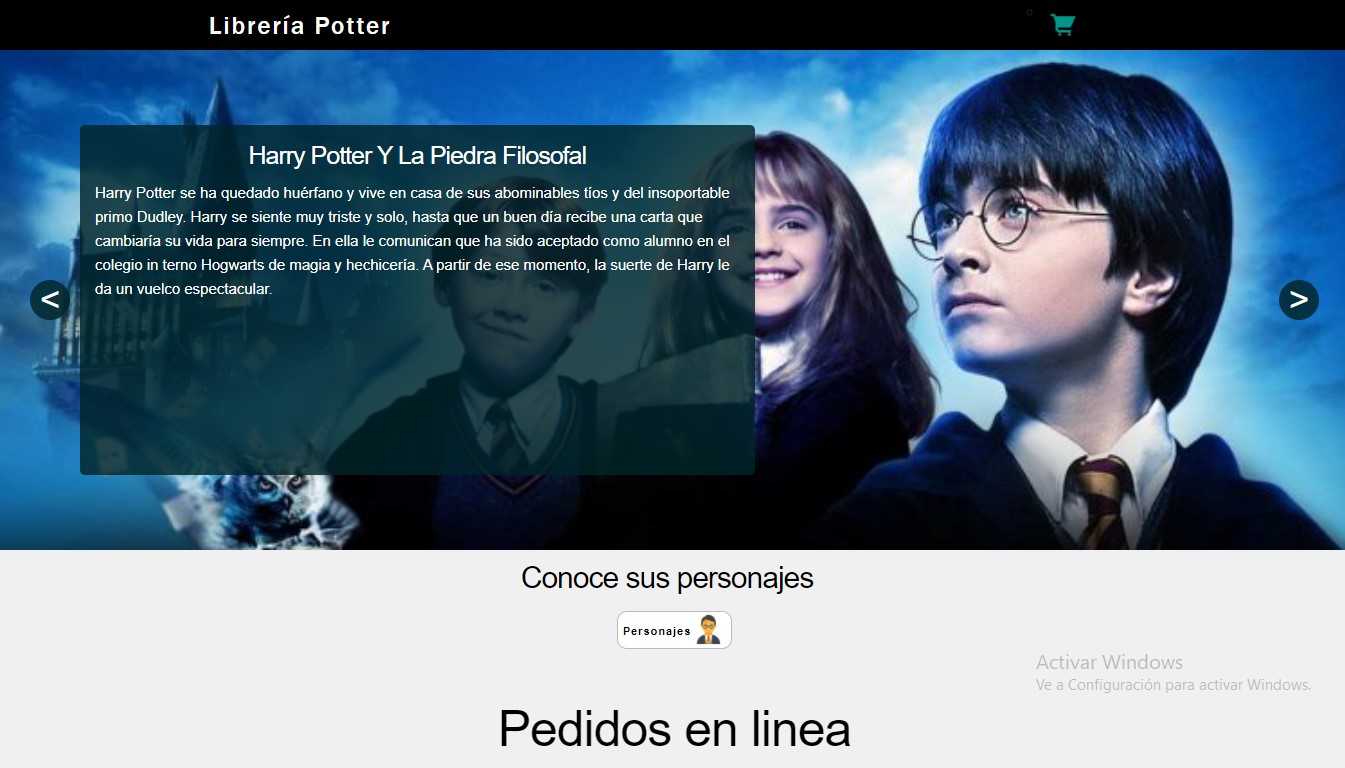 Librería Potter
Harry Potter Y La Piedra Filosofal
Harry Potter se ha quedado huérfano y vive en casa de sus abominables tíos y del insoportable
primo Dudley. Harry se siente muy triste y solo, hasta que un buen día recibe una carta que
cambiaría su vida para siempre. En ella le comunican que ha sido aceptado como alumno en el
colegio in terno Hogwarts de magia y hechicería. A partir de ese momento, la suerte de Harry le
da un vuelco espectacular.
< >
Conoce sus personajes
Personajes
Activar Windows
Ve a Configuración para activar Windows.
Pedidos en linea